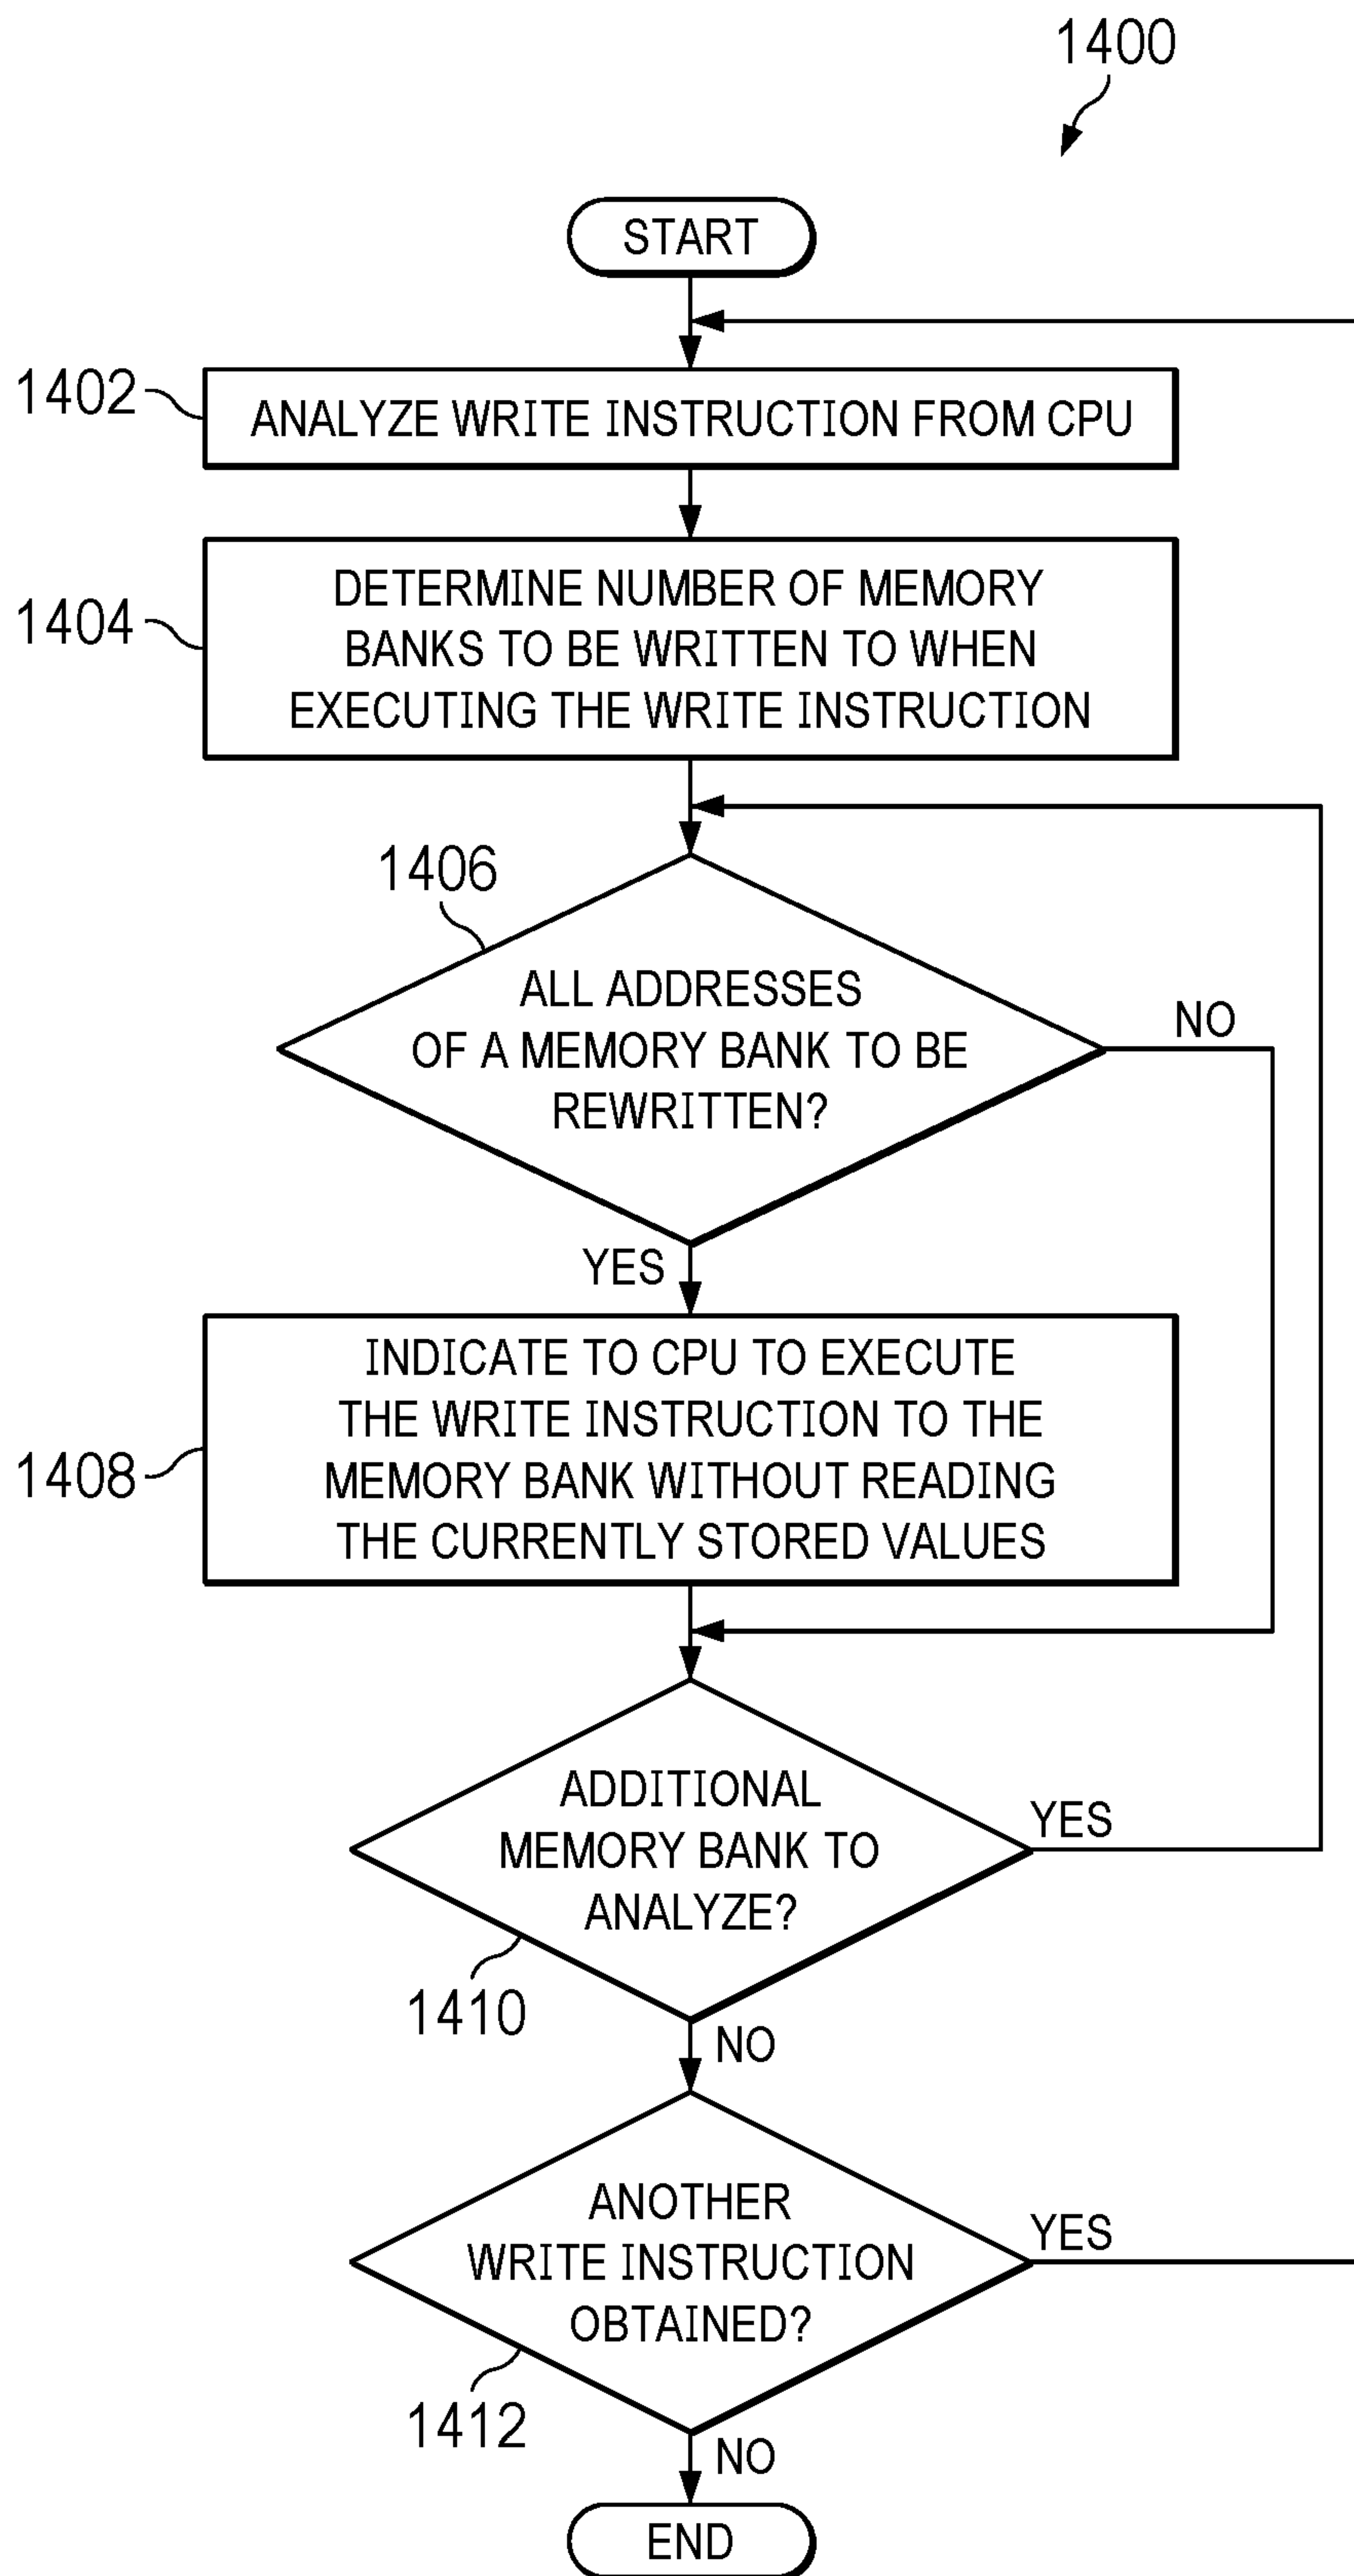 1400
START
1402
ANALYZE WRITE INSTRUCTION FROM CPU
1404
DETERMINE NUMBER OF MEMORY
BANKS TO BE WRITTEN TO WHEN
EXECUTING THE WRITE INSTRUCTION
1406
ALL ADDRESSES
OF A MEMORY BANK TO BE
REWRITTEN?
NO
YES
1408
INDICATE TO CPU TO EXECUTE
THE WRITE INSTRUCTION TO THE
MEMORY BANK WITHOUT READING
THE CURRENTLY STORED VALUES
ADDITIONAL
MEMORY BANK TO
ANALYZE?
YES
1410
NO
ANOTHER
WRITE INSTRUCTION
OBTAINED?
YES
1412
NO
END